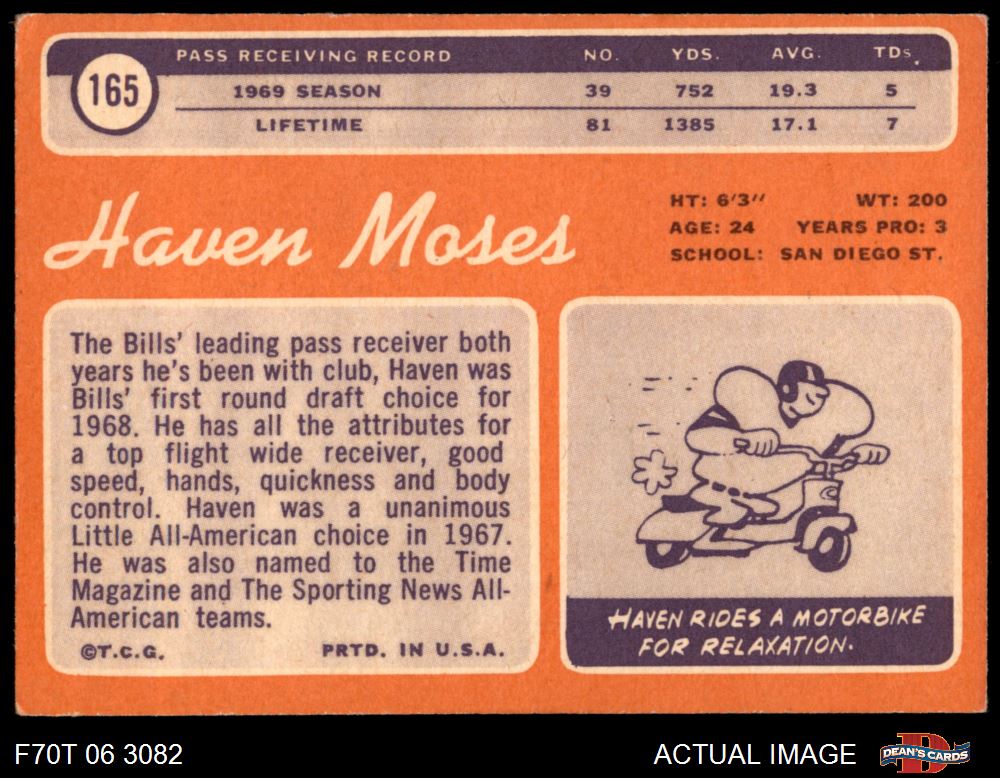 165
PASS RECEIVING RECORD NO. YDS. AVG. TDs.
1969 SEASON 39 752 19.3 5
LIFETIME 81 1385 17.1 7
Haven Moses
HT: 6'3'' WT: 200
AGE: 24 YEARS PRO: 3
SCHOOL: SAN DIEGO ST.
The Bills' leading pass receiver both
years he's been with club, Haven was
Bills' first round draft choice for
1968. He has all the attributes for
a top flight wide receiver, good
speed, hands, quickness and body
control. Haven was a unanimous
Little All-American choice in 1967.
He was also named to the Time
Magazine and The Sporting News All-
American teams.
©T.C.G. PRTD. IN U.S.A.
HAVEN RIDES A MOTORBIKE
FOR RELAXATION.
F70T 06 3082
ACTUAL IMAGE
D
DEAN'S CARDS